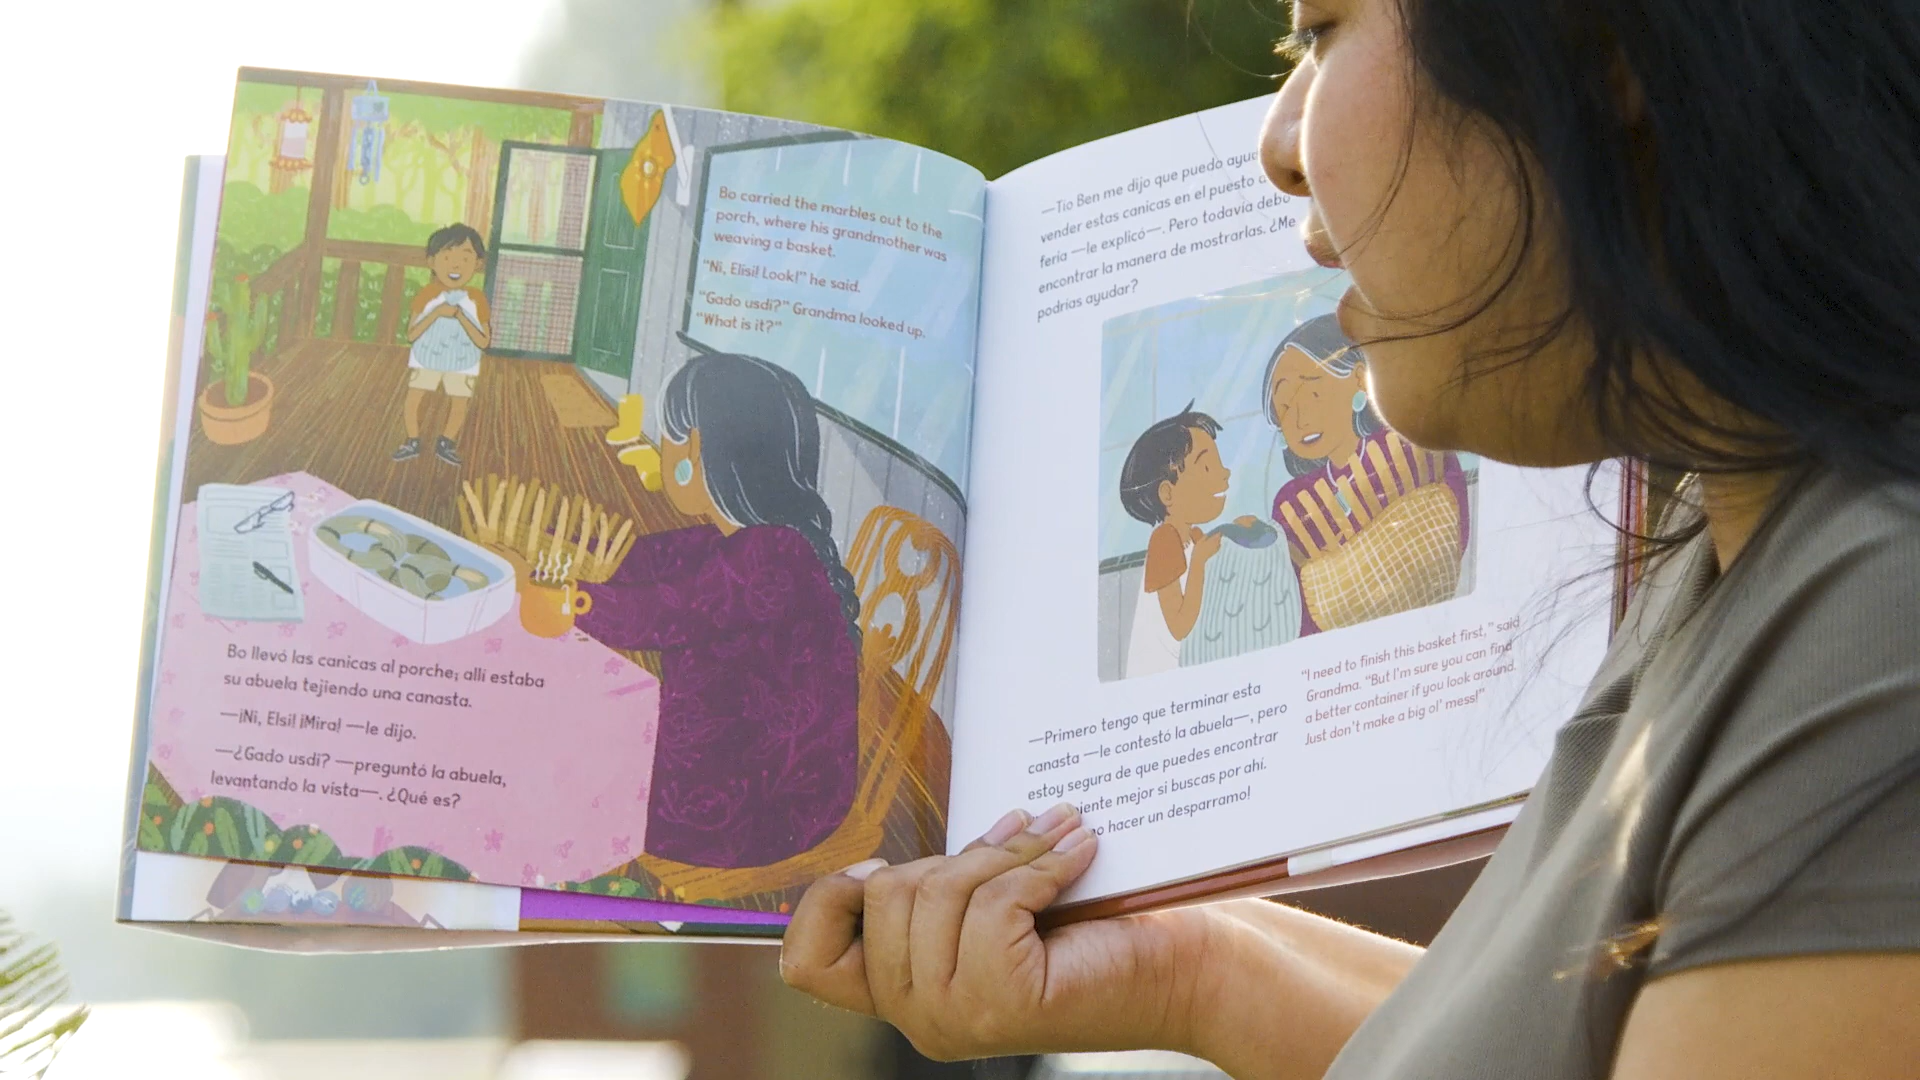 Bo carried the marbles out to the
porch, where his grandmother was
weaving a basket.
"Ni, Elisi! Look!" he said.
"Gado usdi?" Grandma looked up.
"What is it?"
Bo llevó las canicas al porche; allí estaba
su abuela tejiendo una canasta.
—¡Ni, Elsi! ¡Mira! —le dijo.
—¿Gado usdi? —preguntó la abuela,
levantando la vista—. ¿Qué es?
—Tío Ben me dijo que puedo
vender estas canicas en el puesto
feria —le explicó—. Pero todavía debo
encontrar la manera de mostrarlas. ¿Me
podrías ayudar?
—Primero tengo que terminar esta
canasta —le contestó la abuela—, pero
estoy segura de que puedes encontrar
mejor si buscas por ahí.
no hacer un desparramo!
"I need to finish this basket first," said
Grandma. "But I'm sure you can find
a better container if you look around.
Just don't make a big ol' mess!"